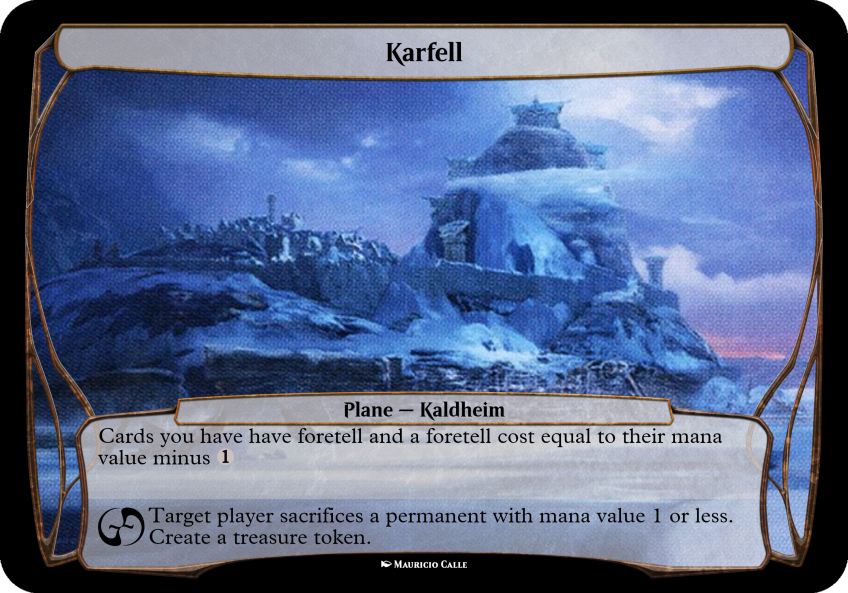 Karfell
Plane — Kaldheim
Cards you have have foretell and a foretell cost equal to their mana
value minus 1
Target player sacrifices a permanent with mana value 1 or less.
Create a treasure token.
Mauricio Calle